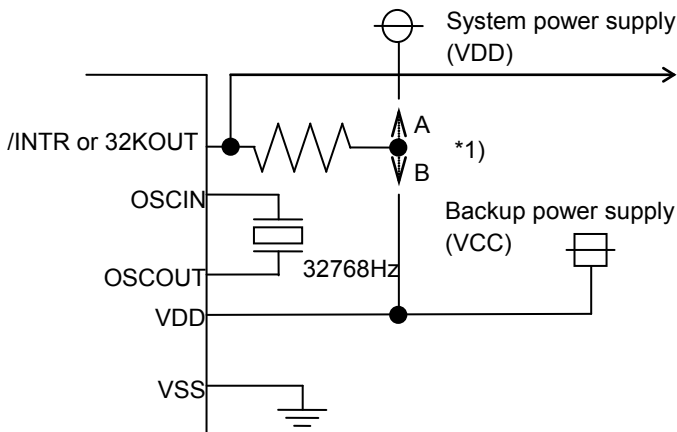 System power supply
(VDD)
A
/INTR or 32KOUT
*1)
B
OSCIN
Backup power supply
(VCC)
32768Hz
OSCOUT
VDD
VSS